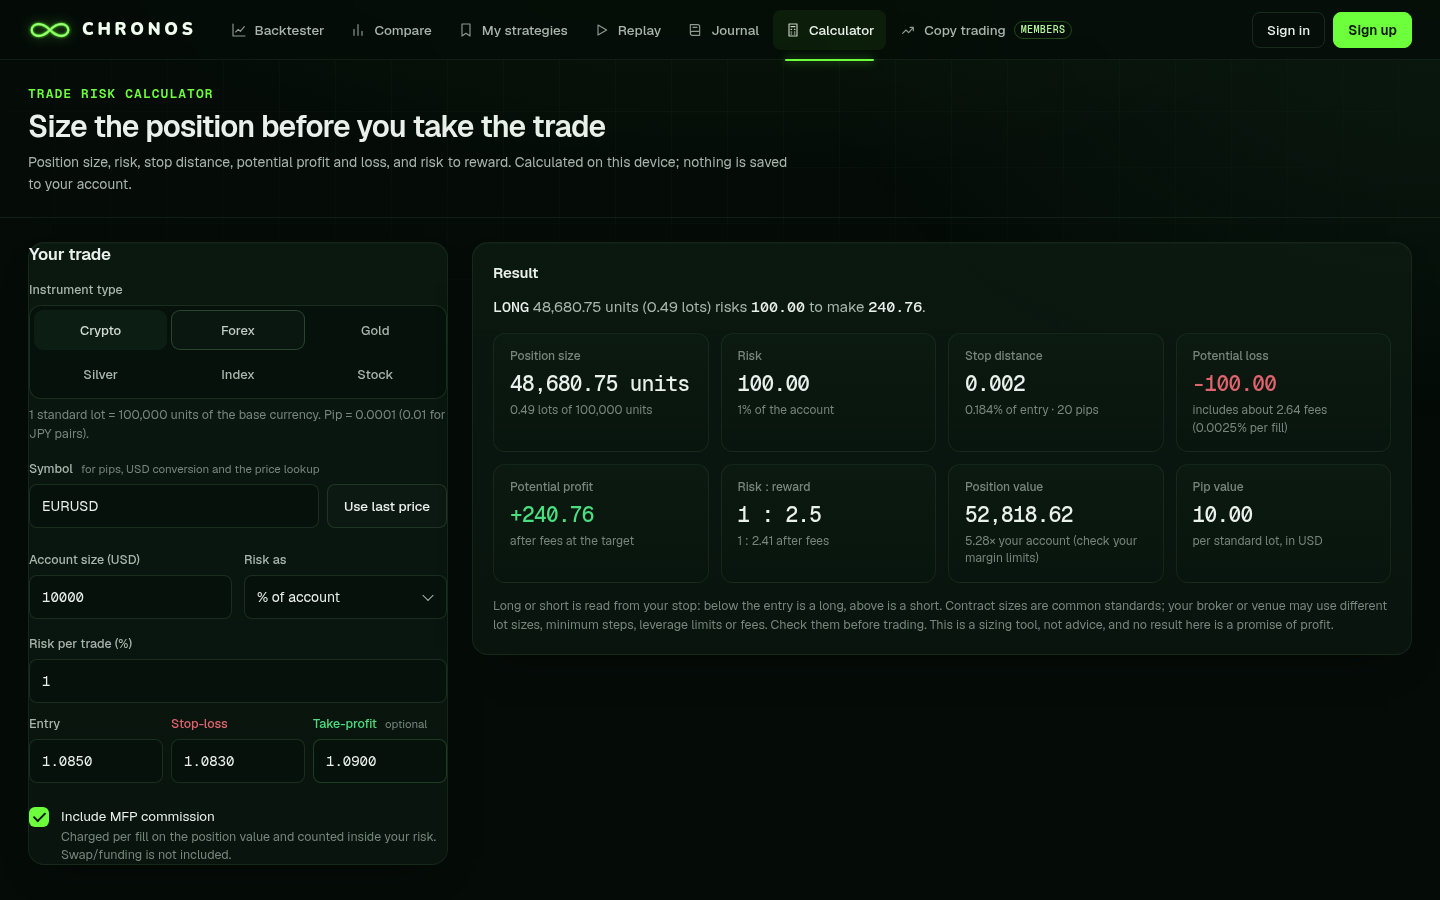 CHRONOS
Backtester
Compare
My strategies
Replay
Journal
Calculator
Copy trading MEMBERS
Sign in
Sign up
TRADE RISK CALCULATOR
Size the position before you take the trade
Position size, risk, stop distance, potential profit and loss, and risk to reward. Calculated on this device; nothing is saved
to your account.
Your trade
Instrument type
Crypto
Forex
Gold
Silver
Index
Stock
1 standard lot = 100,000 units of the base currency. Pip = 0.0001 (0.01 for
JPY pairs).
Symbol for pips, USD conversion and the price lookup
EURUSD
Use last price
Account size (USD)
Risk as
10000
% of account
Risk per trade (%)
1
Entry
Stop-loss
Take-profit optional
1.0850
1.0830
1.0900
Include MFP commission
Charged per fill on the position value and counted inside your risk.
Swap/funding is not included.
Result
LONG 48,680.75 units (0.49 lots) risks 100.00 to make 240.76.
Position size
48,680.75 units
0.49 lots of 100,000 units
Risk
100.00
1% of the account
Stop distance
0.002
0.184% of entry · 20 pips
Potential loss
-100.00
includes about 2.64 fees
(0.0025% per fill)
Potential profit
+240.76
after fees at the target
Risk : reward
1 : 2.5
1 : 2.41 after fees
Position value
52,818.62
5.28× your account (check your
margin limits)
Pip value
10.00
per standard lot, in USD
Long or short is read from your stop: below the entry is a long, above is a short. Contract sizes are common standards; your broker or venue may use different
lot sizes, minimum steps, leverage limits or fees. Check them before trading. This is a sizing tool, not advice, and no result here is a promise of profit.